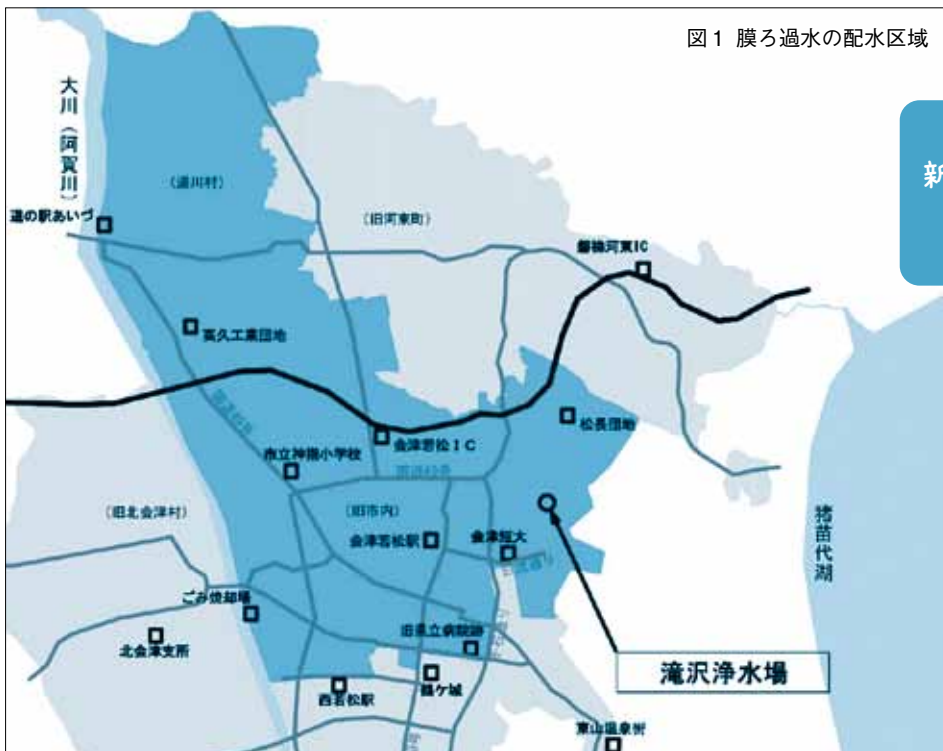 図1 膜ろ過水の配水区域
新
大川（阿賀川）
（湯川村）
道の駅あいづ
（旧河東町）
磐梯河東IC
高久工業団地
松長団地
会津若松IC
市立神指小学校
（旧北会津村）
（旧市内）
会津若松駅
会津短大
猪苗代湖
ごみ焼却場
旧県立病院跡
北会津支所
滝沢浄水場
鶴ケ城
西若松駅
東山温泉街